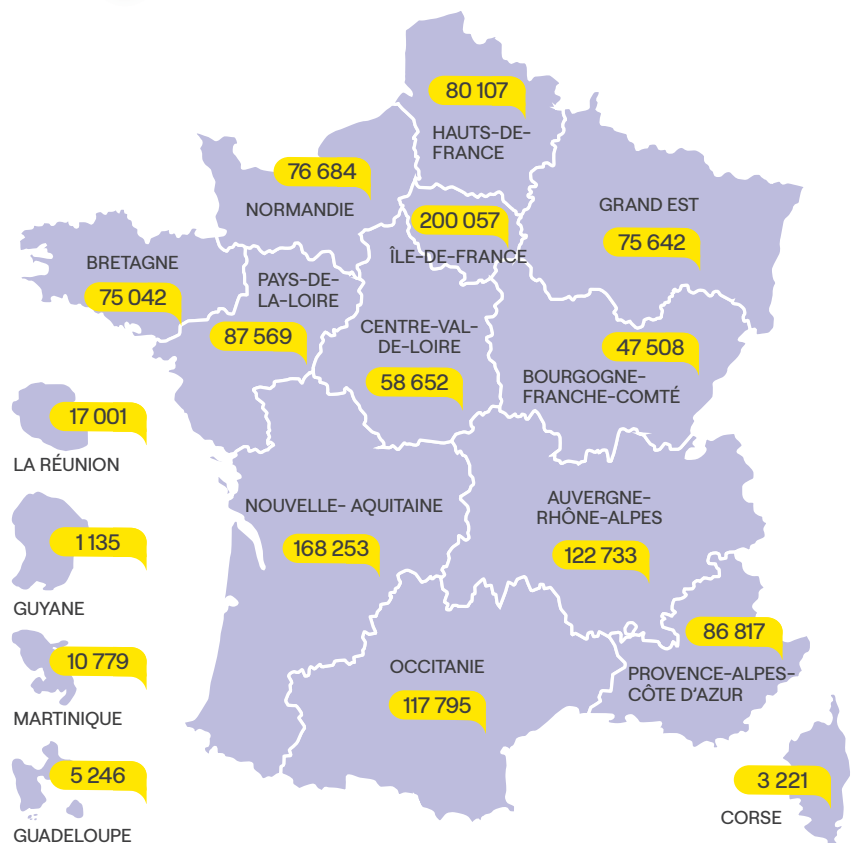 80 107
HAUTS-DE-
FRANCE
76 684
NORMANDIE
200 057
ÎLE-DE-FRANCE
GRAND EST
75 642
BRETAGNE
75 042
PAYS-DE-
LA-LOIRE
87 569
CENTRE-VAL-
DE-LOIRE
58 652
47 508
BOURGOGNE-
FRANCHE-COMTÉ
17 001
LA RÉUNION
NOUVELLE- AQUITAINE
168 253
AUVERGNE-
RHÔNE-ALPES
122 733
1 135
GUYANE
10 779
MARTINIQUE
OCCITANIE
117 795
86 817
PROVENCE-ALPES-
CÔTE D'AZUR
5 246
GUADELOUPE
3 221
CORSE